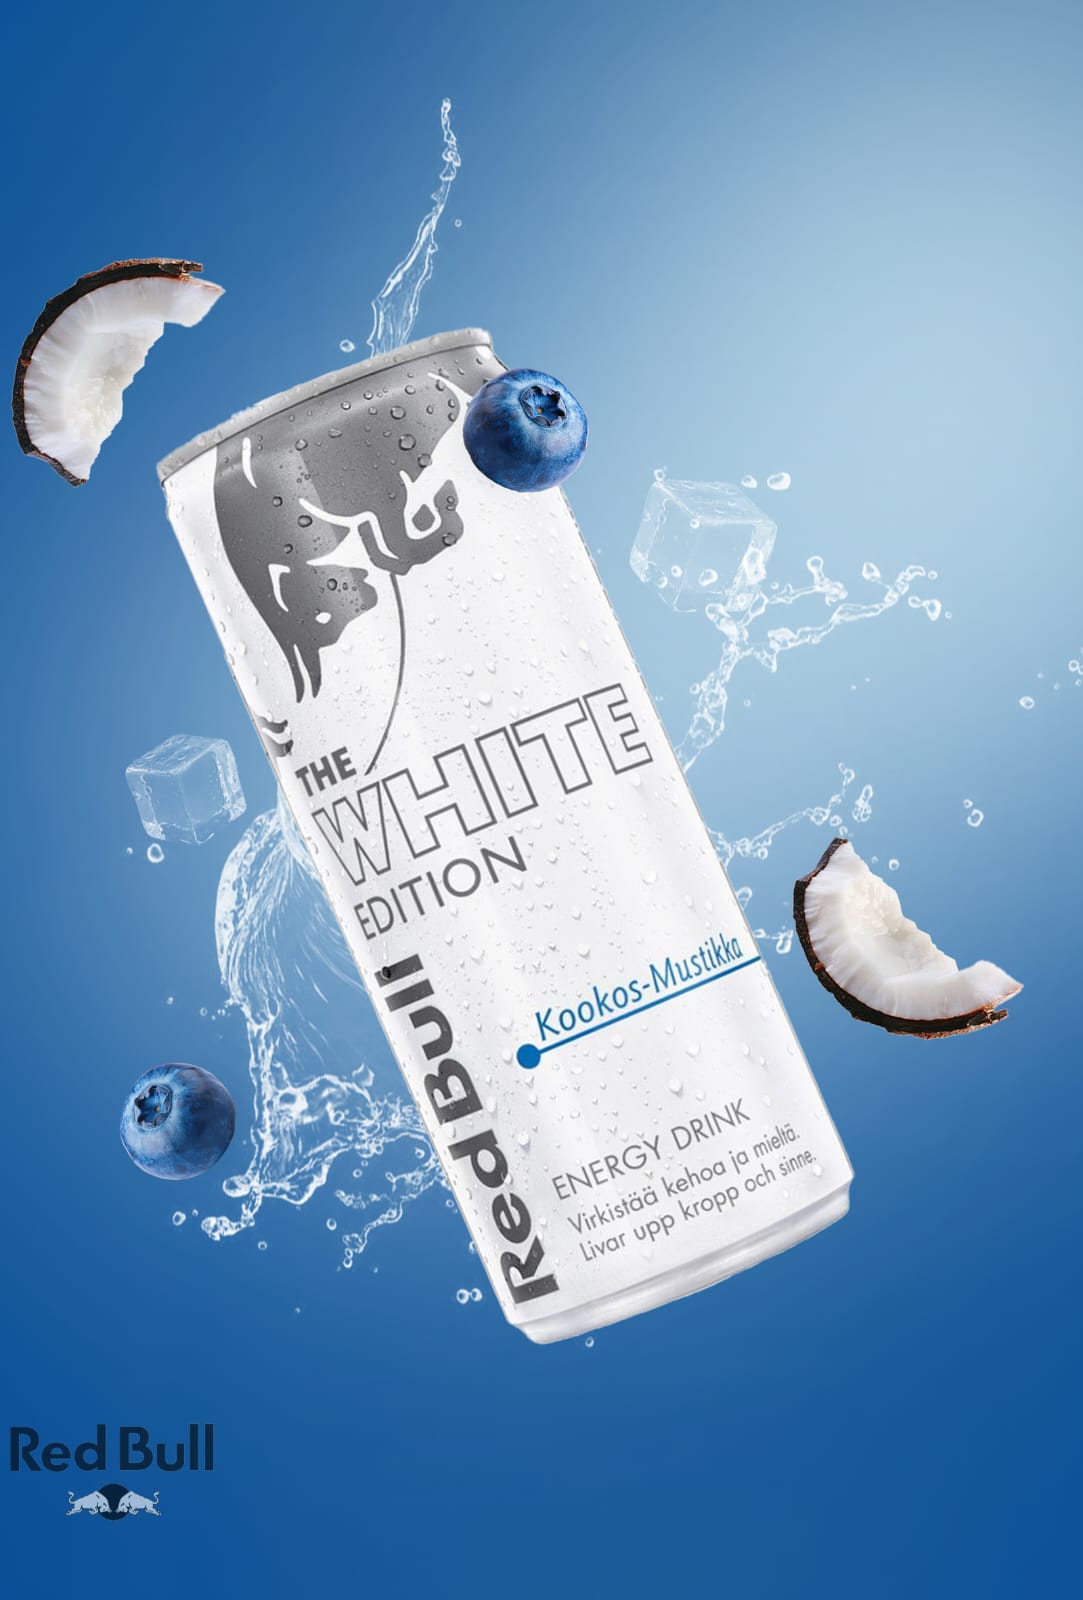 THE
WHITE
EDITION
Red Bull
Kookos-Mustikka
ENERGY DRINK
Virkistää kehoa ja mieltä.
Livar upp kropp och sinne.
Red Bull